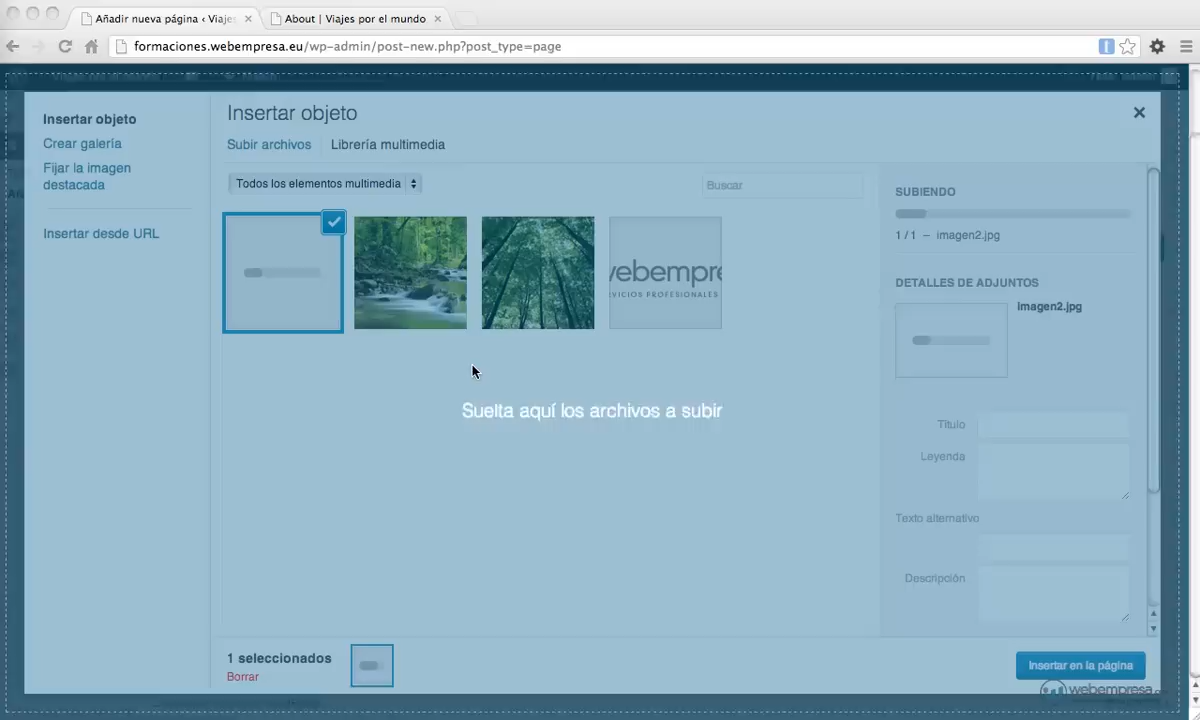 Añadir nueva página ‹ Viaje
About | Viajes por el mundo
formaciones.webempresa.eu/wp-admin/post-new.php?post_type=page
Insertar objeto
Crear galería
Fijar la imagen
destacada
Insertar desde URL
Insertar objeto
Subir archivos
Librería multimedia
Todos los elementos multimedia
Buscar
webempre
VICIOS PROFESIONALES
Suelta aquí los archivos a subir
SUBIENDO
1 / 1 – imagen2.jpg
DETALLES DE ADJUNTOS
imagen2.jpg
Título
Leyenda
Texto alternativo
Descripción
1 seleccionados
Borrar
Insertar en la página
webempresa